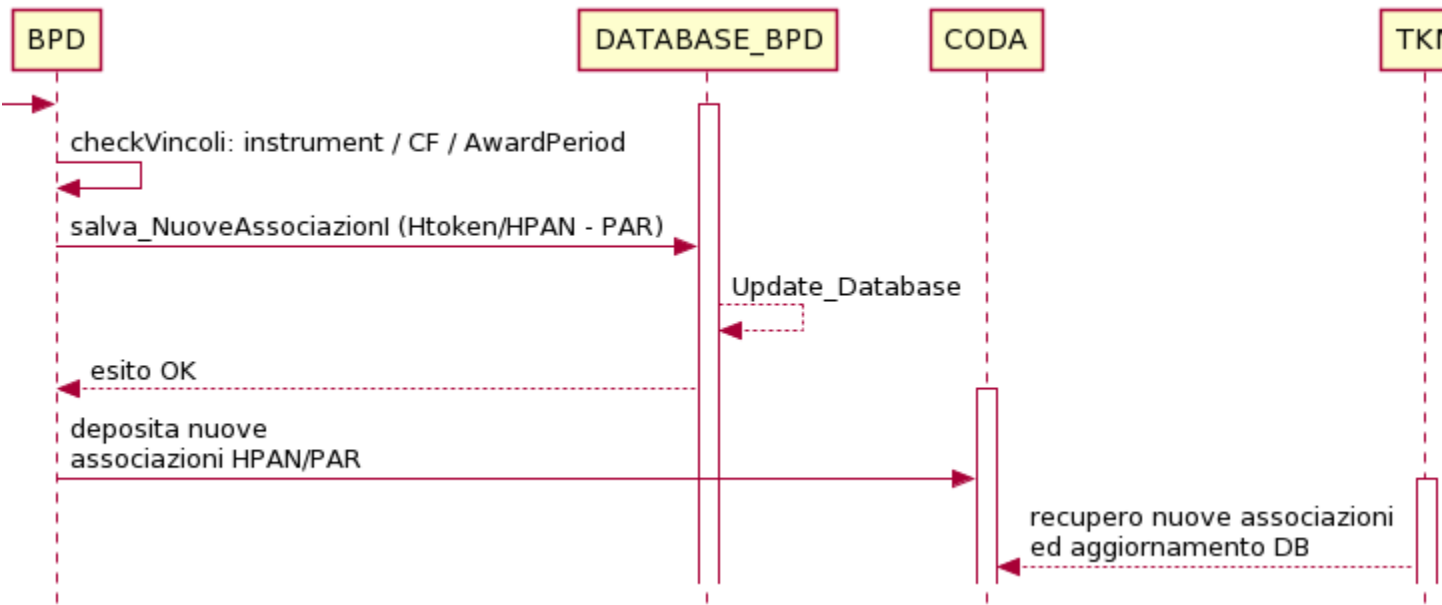 BPD
DATABASE_BPD
CODA
checkVincoli: instrument / CF / AwardPeriod
salva_NuoveAssociazionI (Htoken/HPAN - PAR)
Update_Database
esito OK
deposita nuove
associazioni HPAN/PAR
recupero nuove associazioni
ed aggiornamento DB